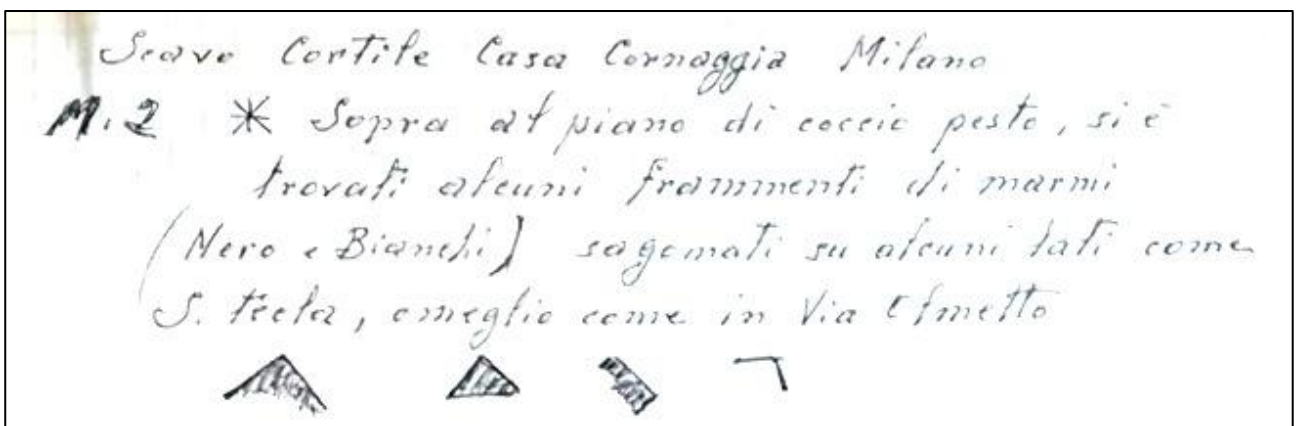 Scavo Cortile Casa Cornaggia Milano
M. 2 * Sopra al piano di coccio pesto, si è
trovati alcuni frammenti di marmi
(Nero e Bianchi) sagomati su alcuni lati come
S. Tecla, o meglio come in Via Olmetto